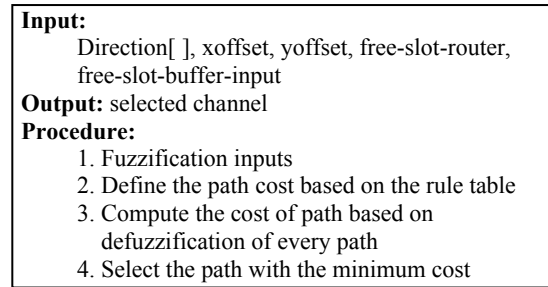 Input:
Direction[ ], xoffset, yoffset, free-slot-router,
free-slot-buffer-input
Output: selected channel
Procedure:
1. Fuzzification inputs
2. Define the path cost based on the rule table
3. Compute the cost of path based on
defuzzification of every path
4. Select the path with the minimum cost